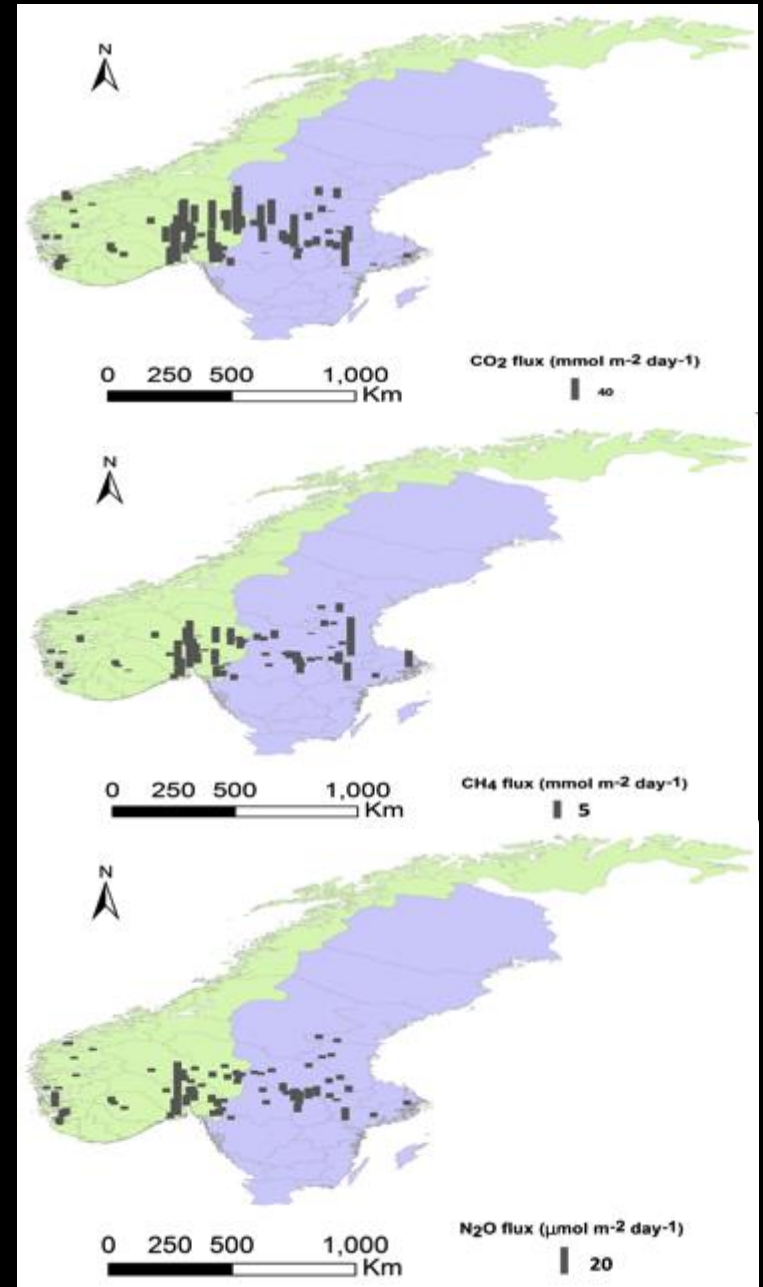 N
CO2 flux (mmol m-2 day-1)
0 250 500 1,000
Km
40
N
CH4 flux (mmol m-2 day-1)
0 250 500 1,000
Km
5
N
N2O flux (µmol m-2 day-1)
0 250 500 1,000
Km
20